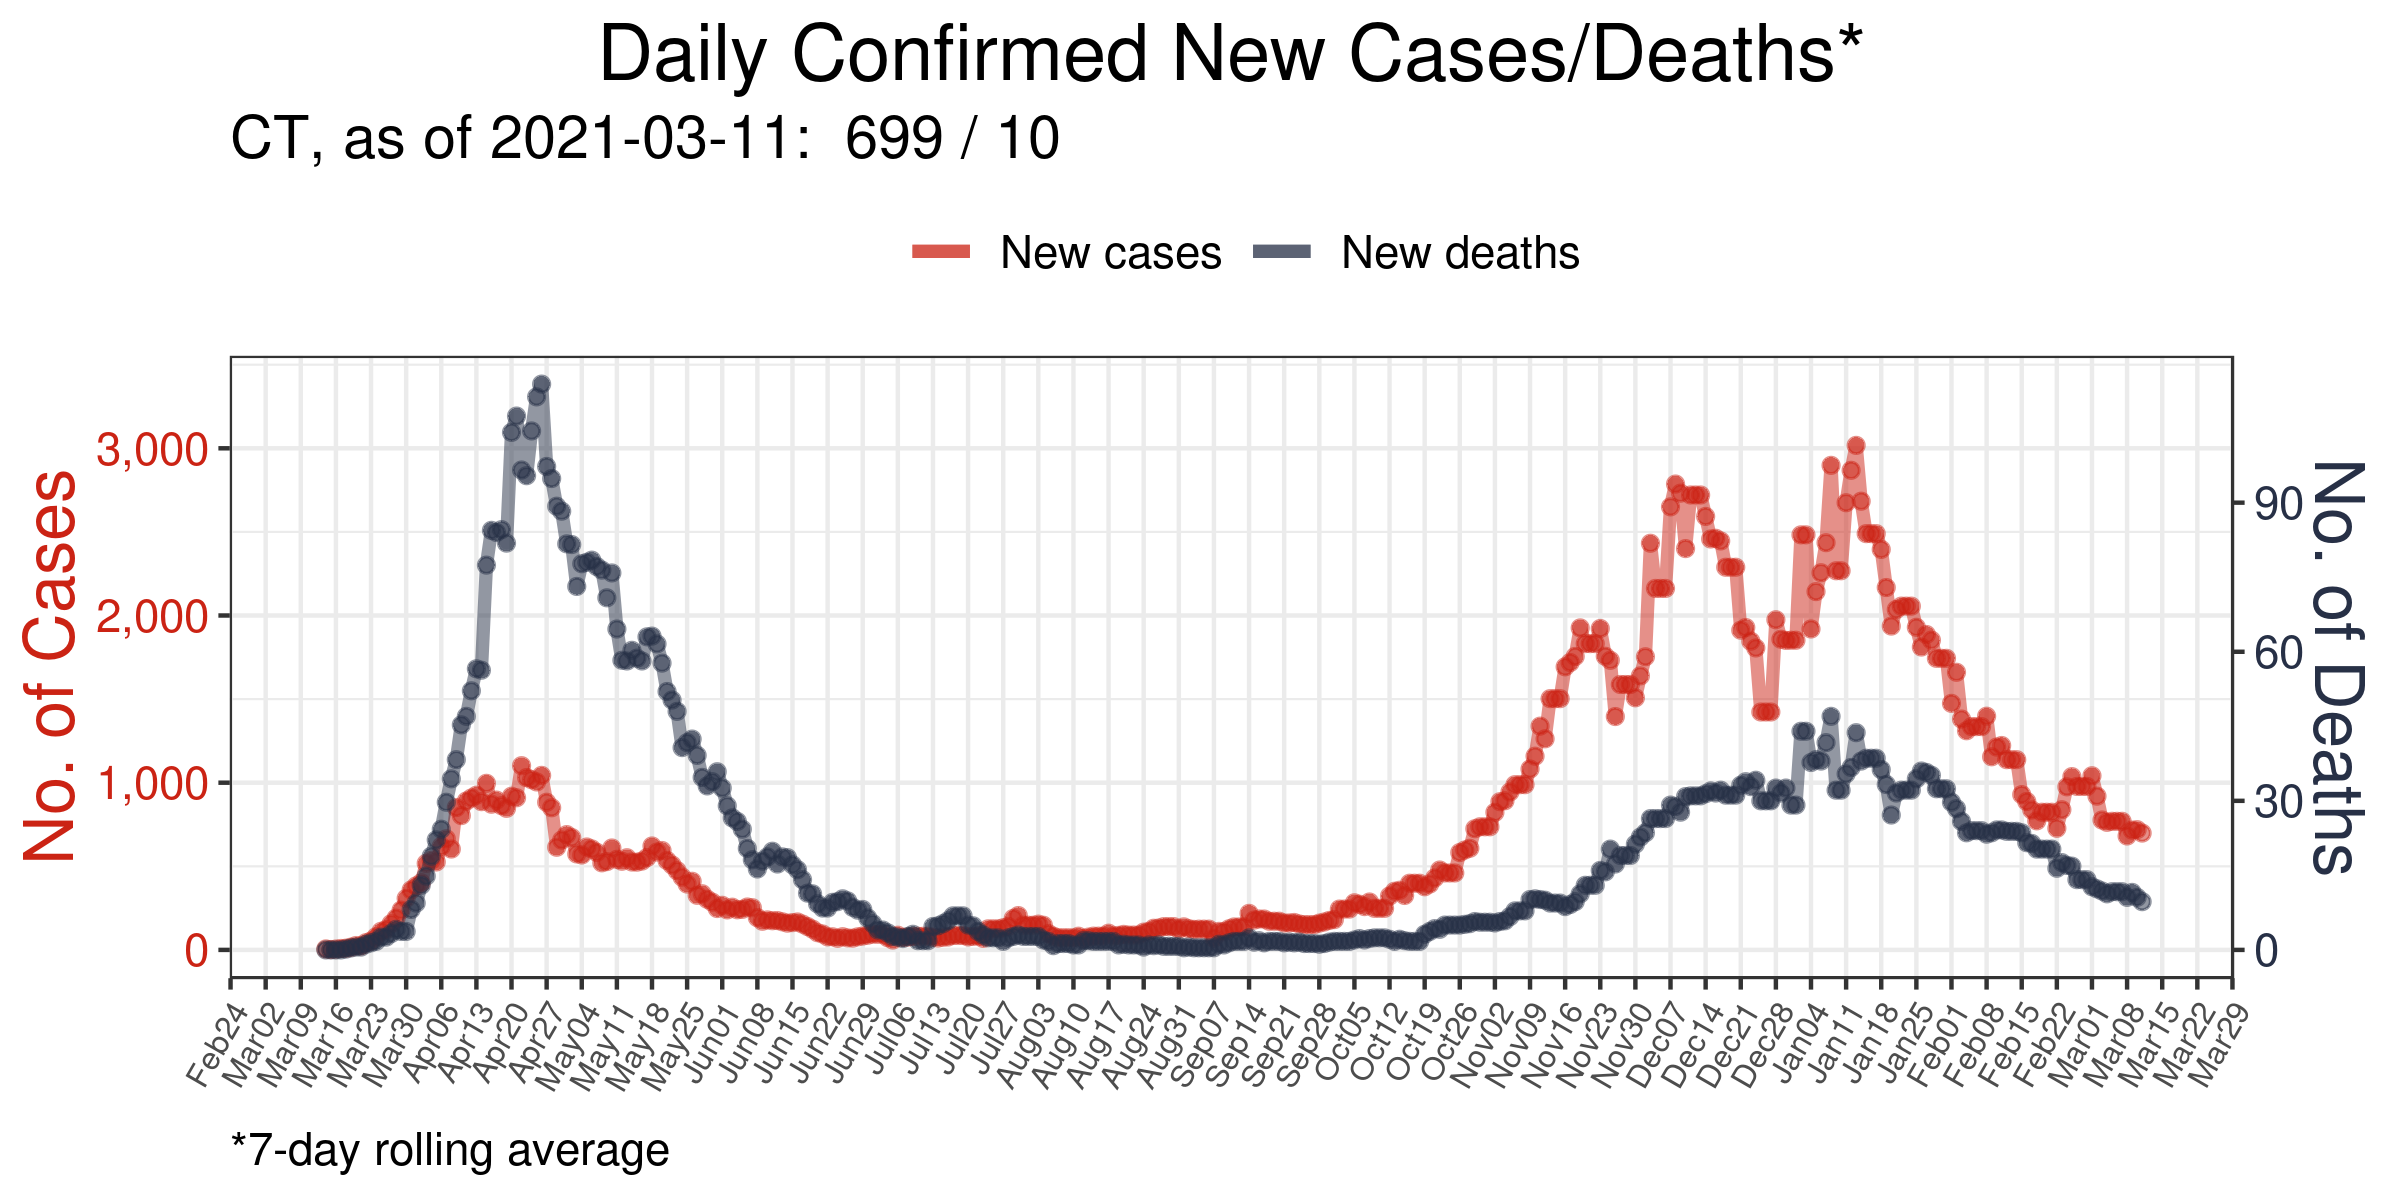 Daily Confirmed New Cases/Deaths*
CT, as of 2021-03-11:  699 / 10
New cases
New deaths
No. of Cases
3,000
2,000
1,000
0
No. of Deaths
90
60
30
0
Feb24
Mar02
Mar09
Mar16
Mar23
Mar30
Apr06
Apr13
Apr20
Apr27
May04
May11
May18
May25
Jun01
Jun08
Jun15
Jun22
Jun29
Jul06
Jul13
Jul20
Jul27
Aug03
Aug10
Aug17
Aug24
Aug31
Sep07
Sep14
Sep21
Sep28
Oct05
Oct12
Oct19
Oct26
Nov02
Nov09
Nov16
Nov23
Nov30
Dec07
Dec14
Dec21
Dec28
Jan04
Jan11
Jan18
Jan25
Feb01
Feb08
Feb15
Feb22
Mar01
Mar08
Mar15
Mar22
Mar29
*7-day rolling average